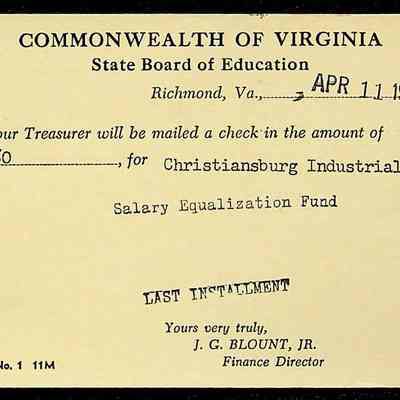 COMMONWEALTH OF VIRGINIA
State Board of Education
Richmond, Va., APR 11 19
our Treasurer will be mailed a check in the amount of
, for Christiansburg Industrial
Salary Equalization Fund
LAST INSTALLMENT
Yours very truly,
J. G. BLOUNT, JR.
Finance Director
No. 1 11M